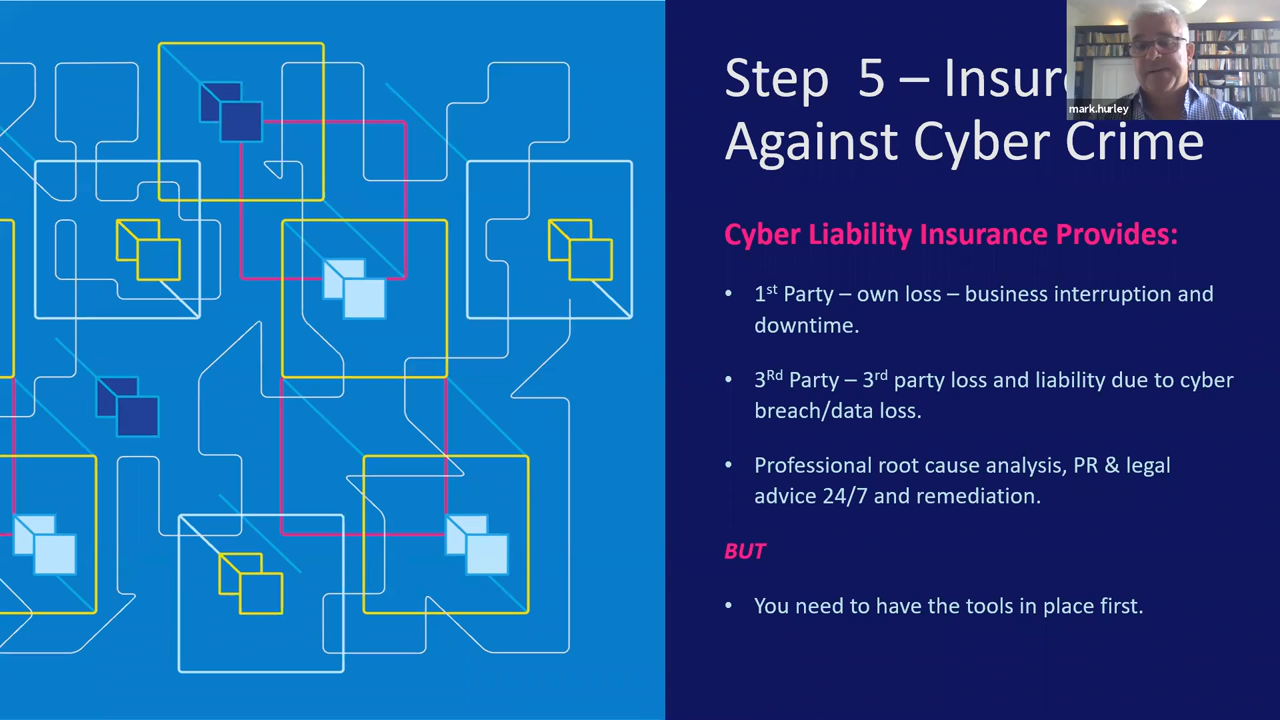 Step 5 – Insur
Against Cyber Crime
mark.hurley
Cyber Liability Insurance Provides:
• 1st Party – own loss – business interruption and
downtime.
• 3Rd Party – 3rd party loss and liability due to cyber
breach/data loss.
• Professional root cause analysis, PR & legal
advice 24/7 and remediation.
BUT
• You need to have the tools in place first.